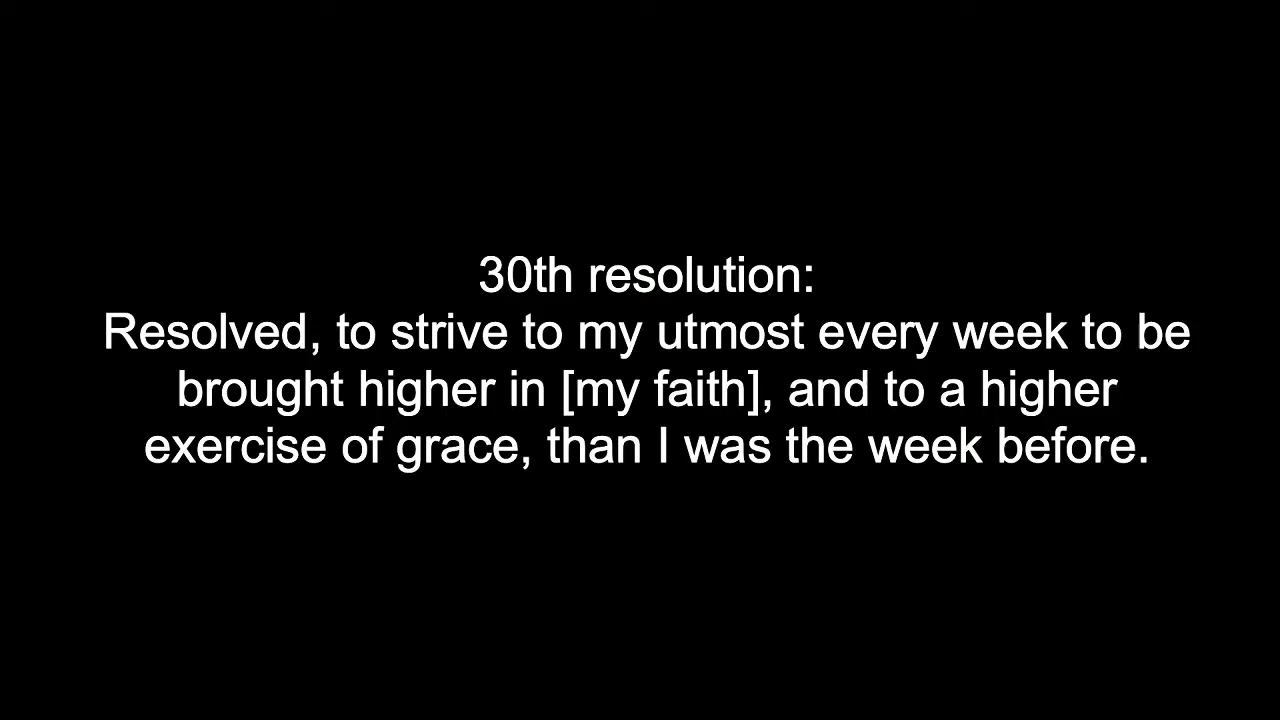 30th resolution:
Resolved, to strive to my utmost every week to be
brought higher in [my faith], and to a higher
exercise of grace, than I was the week before.